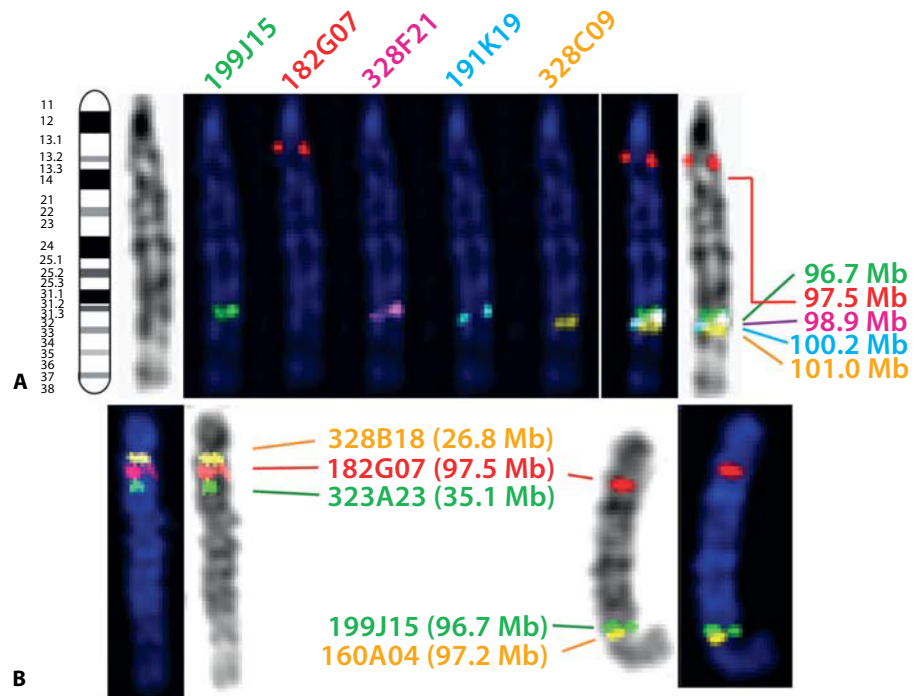 199J15 182G07 328F21 191K19 328C09
11
12
13.1
13.2
13.3
14
21
22
23
24
25.1
25.2
25.3
31.1
31.2
31.3
32
33
34
35
36
37
38
96.7 Mb
97.5 Mb
98.9 Mb
100.2 Mb
101.0 Mb
A
328B18 (26.8 Mb)
182G07 (97.5 Mb)
323A23 (35.1 Mb)
199J15 (96.7 Mb)
160A04 (97.2 Mb)
B